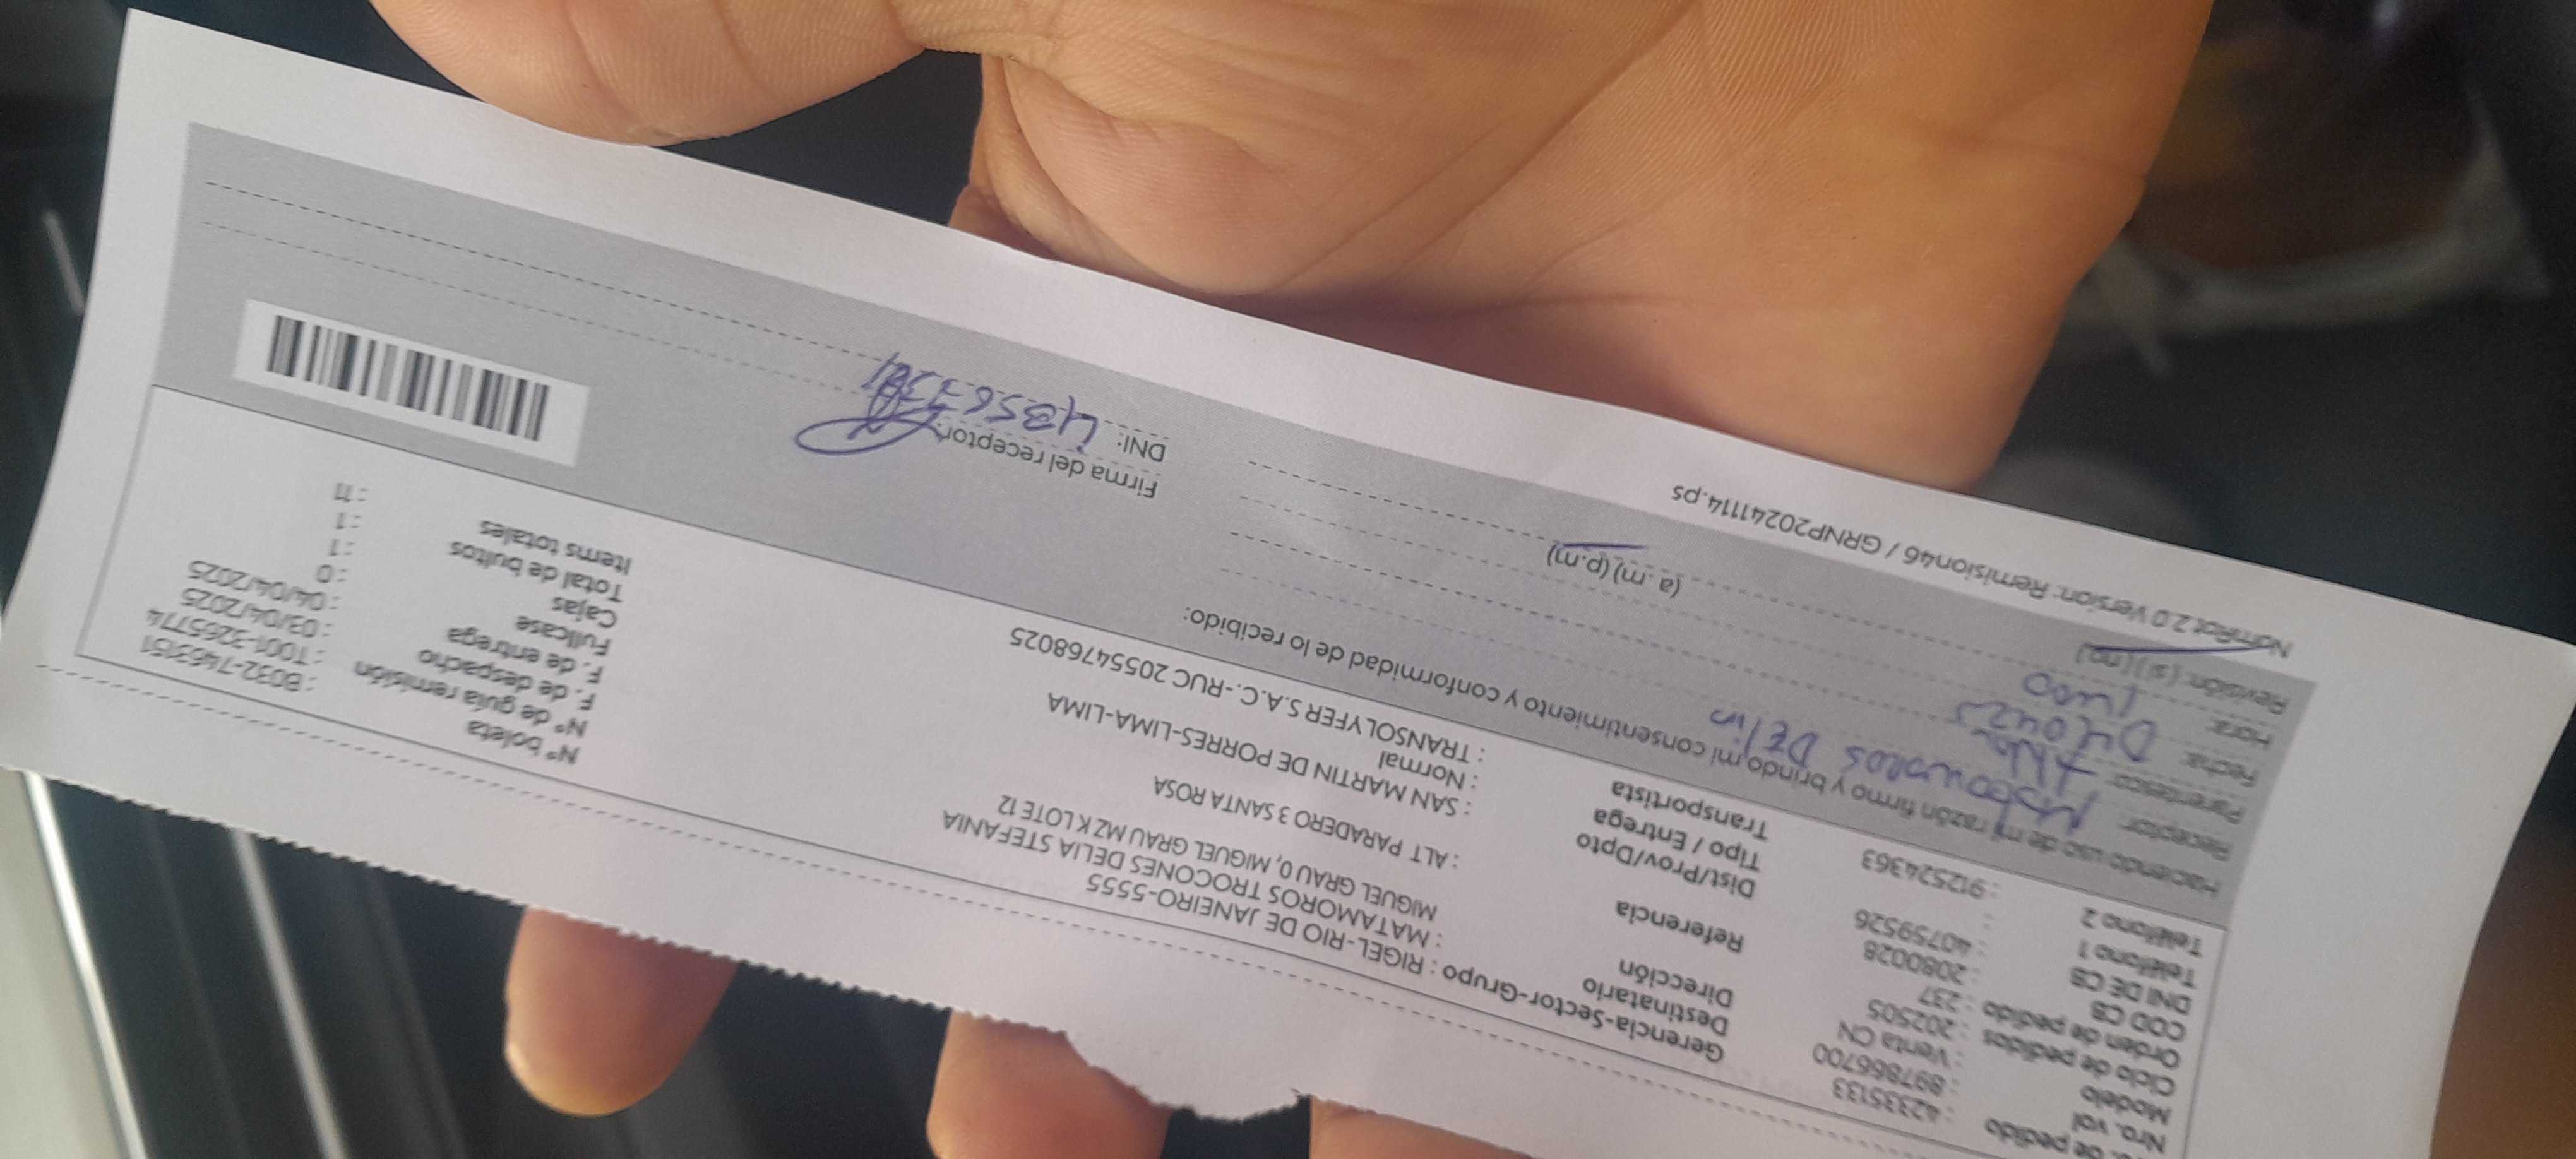 . de pedido : 42335133
Nro. vol : 897866700
Modelo : Venta CN
Ciclo de pedidos : 202505
Orden de pedido : 237
COD CB : 2080028
DNI DE CB : 40759526
Teléfono 1 :
Teléfono 2 : 912524363
Gerencia-Sector-Grupo : RIGEL-RIO DE JANEIRO-5555
Destinatario : MATAMOROS TROCONES DELIA STEFANIA
Dirección MIGUEL GRAU 0, MIGUEL GRAU MZ K LOTE 12
Referencia : ALT PARADERO 3 SANTA ROSA
Dist/Prov/Dpto : SAN MARTIN DE PORRES-LIMA-LIMA
Tipo / Entrega : Normal
Transportista : TRANSOLYFER S.A.C.-RUC 20554768025
N° boleta : B032-7463151
N° de guía remisión : T001-3265774
F. de despacho : 03/04/2025
F. de entrega : 04/04/2025
Fullcase : 0
Cajas : 1
Total de bultos : 1
Items totales : 11
Haciendo uso de mi razón firmo y brindo mi consentimiento y conformidad de lo recibido:
Receptor:
Parentesco:
Fecha:
Hora: (a.m) (p.m)
Revisión: (si) (no)
Firma del receptor:
DNI:
NamRot 2.0 Version: Remision46 / GRNP20241114.ps